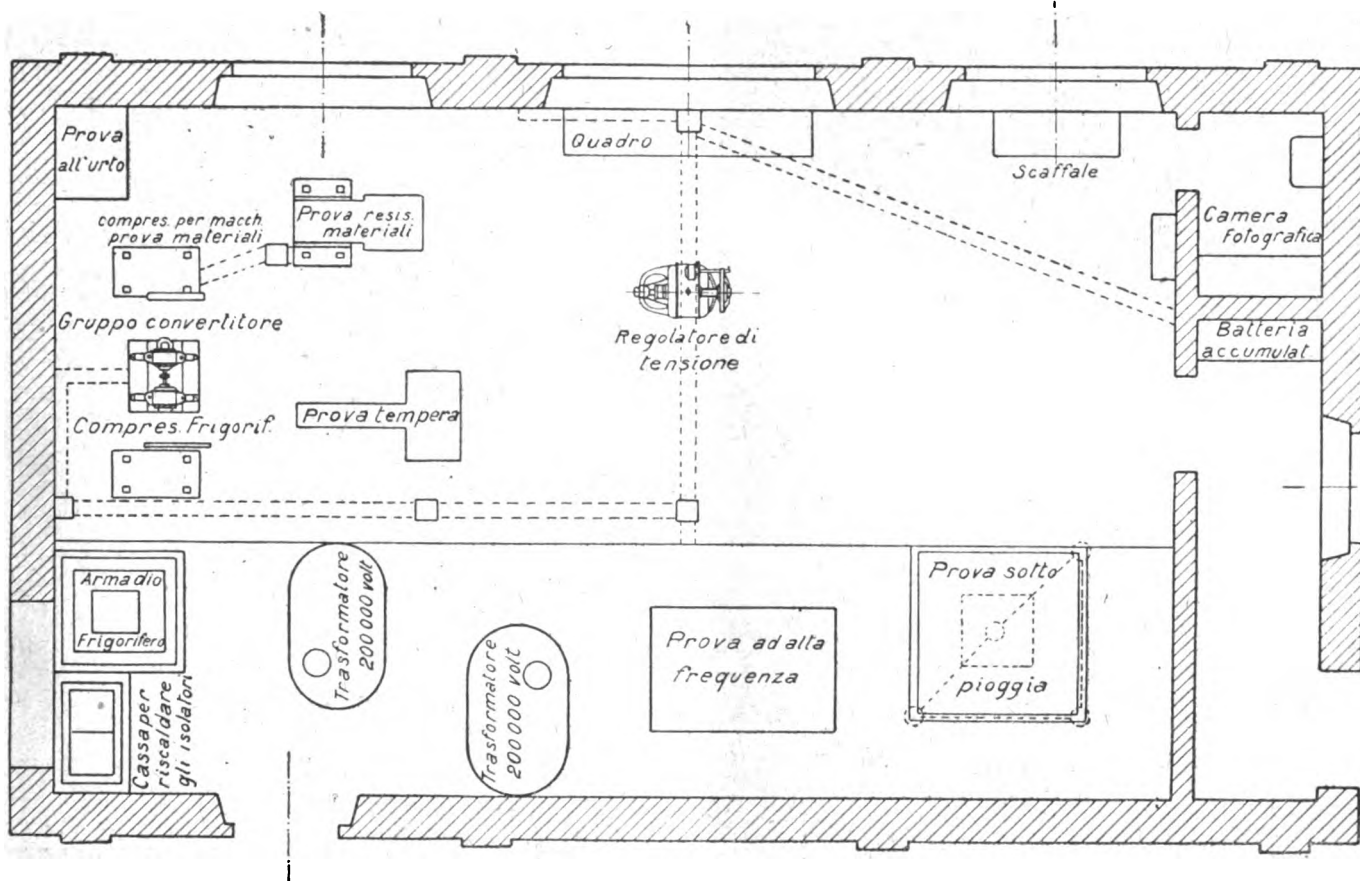 Prova
all'urto
compres. per macch.
prova materiali
Prova resis.
materiali
Quadro
Scaffale
Camera
Fotografica
Gruppo convertitore
Regolatore di
tensione
Batteria
accumulat.
Compres. Frigorif.
Prova tempera
Armadio
Frigorifero
Cassa per
riscaldare
gli isolatori
Trasformatore
200 000 volt
Trasformatore
200 000 volt
Prova ad alta
frequenza
Prova sotto
pioggia